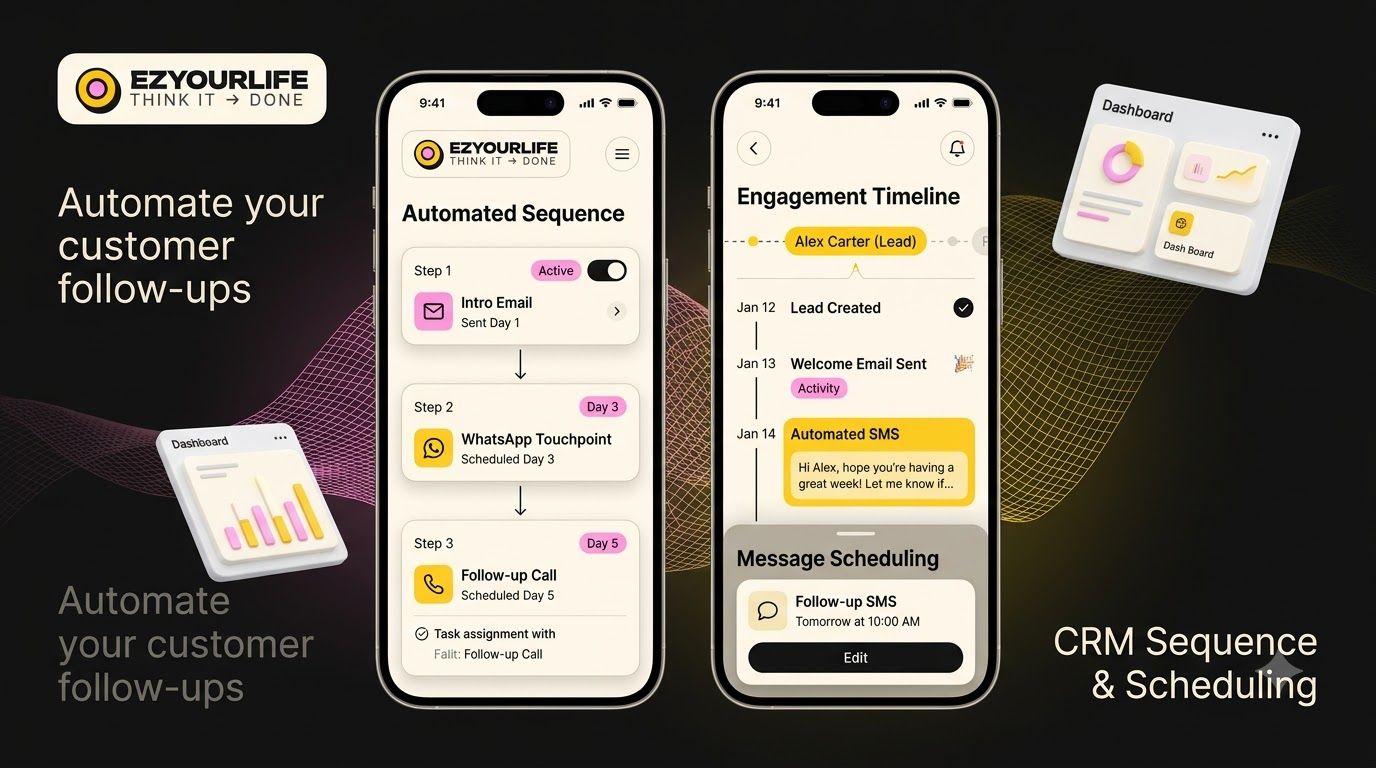 EZYOURLIFE
THINK IT → DONE
Automate your
customer
follow-ups
Automate
your customer
follow-ups
Dashboard
9:41
EZYOURLIFE
THINK IT → DONE
Automated Sequence
Step 1
Active
Intro Email
Sent Day 1
Step 2
Day 3
WhatsApp Touchpoint
Scheduled Day 3
Step 3
Day 5
Follow-up Call
Scheduled Day 5
Task assignment with
Falit: Follow-up Call
9:41
Engagement Timeline
Alex Carter (Lead)
Jan 12
Lead Created
Jan 13
Welcome Email Sent
Activity
Jan 14
Automated SMS
Hi Alex, hope you're having a
great week! Let me know if...
Message Scheduling
Follow-up SMS
Tomorrow at 10:00 AM
Edit
Dashboard
Dash Board
CRM Sequence
& Scheduling